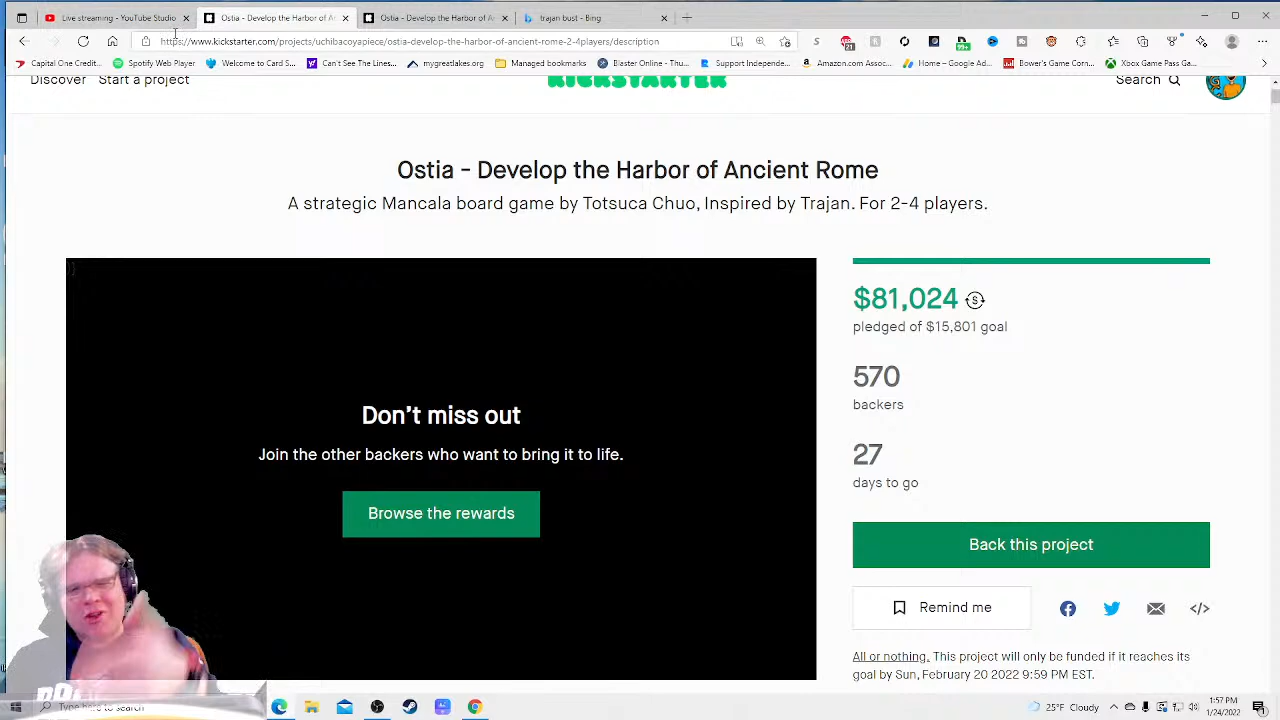 Live streaming - YouTube Studio
Ostia - Develop the Harbor of A
Ostia - Develop the Harbor of A
trajan bust - Bing
https://www.kickstarter.com/projects/uchibacoyapiece/ostia-develop-the-harbor-of-ancient-rome-2-4players/description
21
99+
Capital One Credit...
Spotify Web Player
Welcome to World S...
Can't See The Lines...
mygreatlakes.org
Managed bookmarks
Blaster Online - Thu...
Support Independe...
Amazon.com Assoc...
Home – Google Ad...
Bower's Game Corn...
Xbox Game Pass Ga...
Discover Start a project
KICKSTARTER
Search
Ostia - Develop the Harbor of Ancient Rome
A strategic Mancala board game by Totsuca Chuo, Inspired by Trajan. For 2-4 players.
Don't miss out
Join the other backers who want to bring it to life.
Browse the rewards
$81,024
pledged of $15,801 goal
570
backers
27
days to go
Back this project
Remind me
All or nothing. This project will only be funded if it reaches its
goal by Sun, February 20 2022 9:59 PM EST.
Type here to search
25°F Cloudy
1:57 PM
1/24/2022